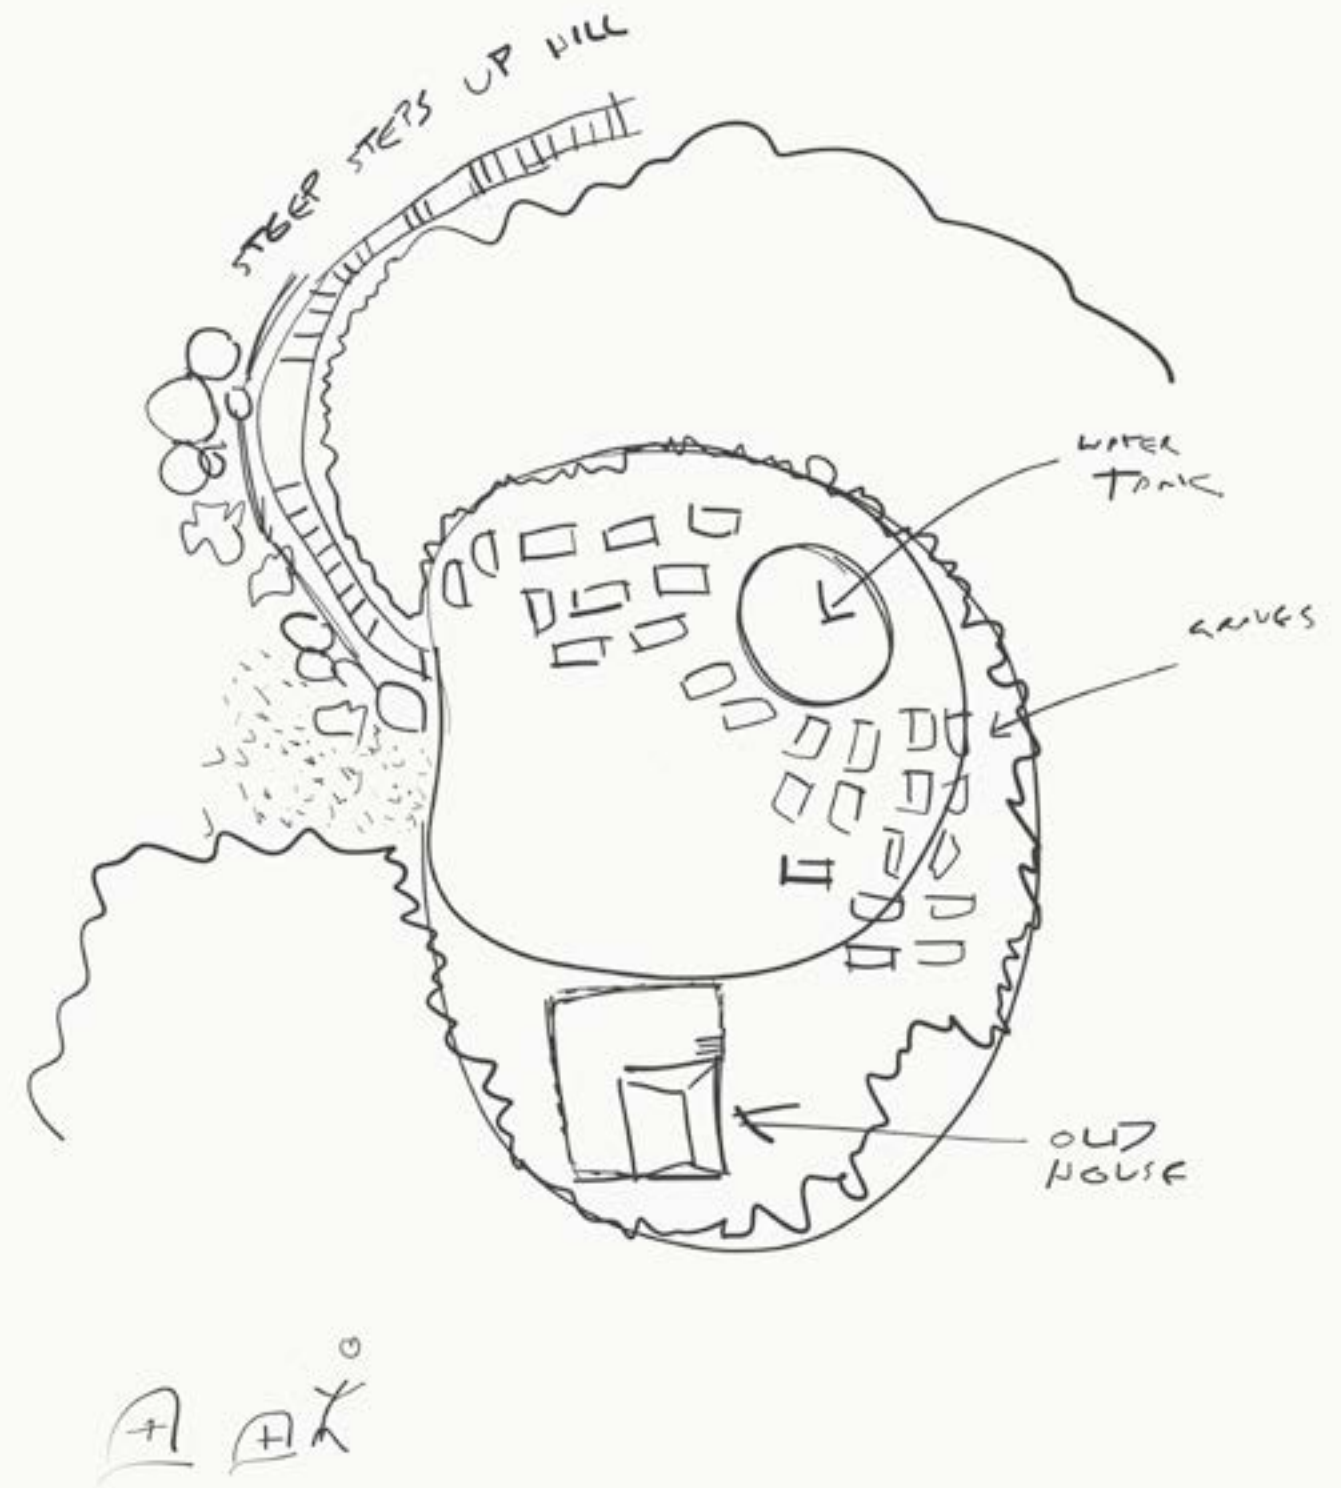 STEEP STEPS UP HILL
WATER
TANK
GRAVES
OLD
HOUSE